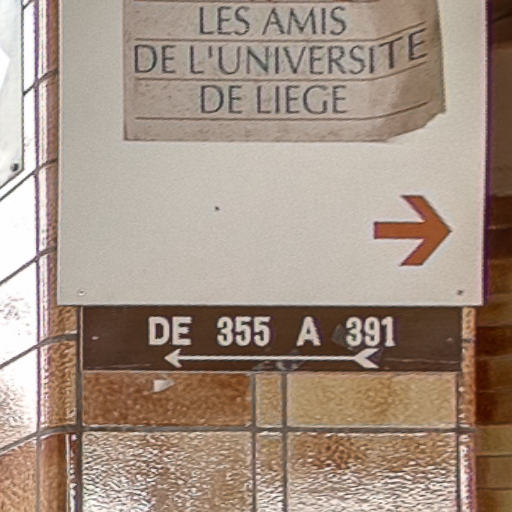 LES AMIS
DE L'UNIVERSITE
DE LIEGE
DE 355 A 391